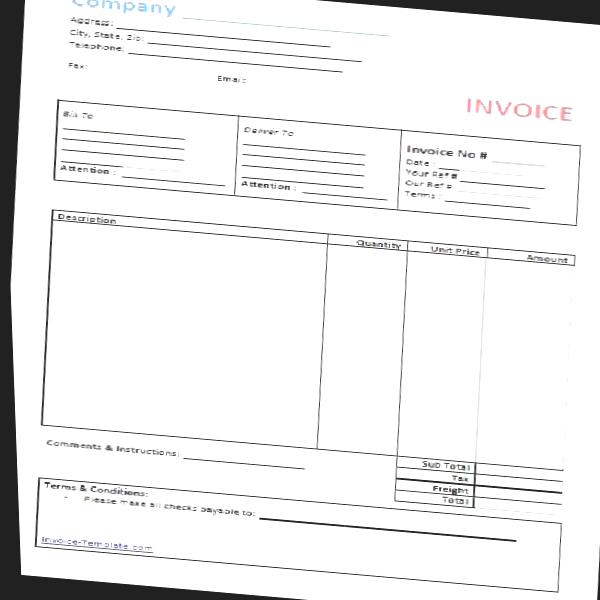 Company
Address:
City, State, Zip:
Telephone:
Fax:
Email:
INVOICE
Bill To
Deliver To
Invoice No #
Date :
Your Ref #
Our Ref #
Terms :
Attention :
Attention :
Description Quantity Unit Price Amount
Comments & Instructions:
Sub Total
Tax
Freight
Total
Terms & Conditions:
Please make all checks payable to:
Invoice-Template.com